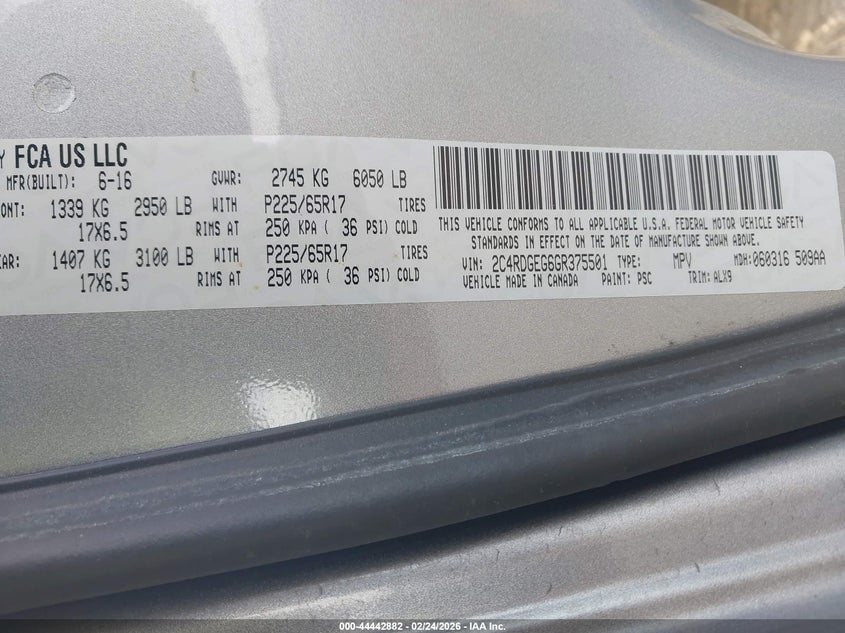 Y FCA US LLC
MFR(BUILT): 6-16 GVWR: 2745 KG 6050 LB
ONT: 1339 KG 2950 LB WITH P225/65R17 TIRES
17X6.5 RIMS AT 250 KPA ( 36 PSI) COLD
EAR: 1407 KG 3100 LB WITH P225/65R17 TIRES
17X6.5 RIMS AT 250 KPA ( 36 PSI) COLD
THIS VEHICLE CONFORMS TO ALL APPLICABLE U.S.A. FEDERAL MOTOR VEHICLE SAFETY
STANDARDS IN EFFECT ON THE DATE OF MANUFACTURE SHOWN ABOVE.
VIN: 2C4RDGEG6GR375501 TYPE: MPV MDH:060316 509AA
VEHICLE MADE IN CANADA PAINT: PSC TRIM: ALX9
000-44442882 - 02/24/2026 - IAA Inc.